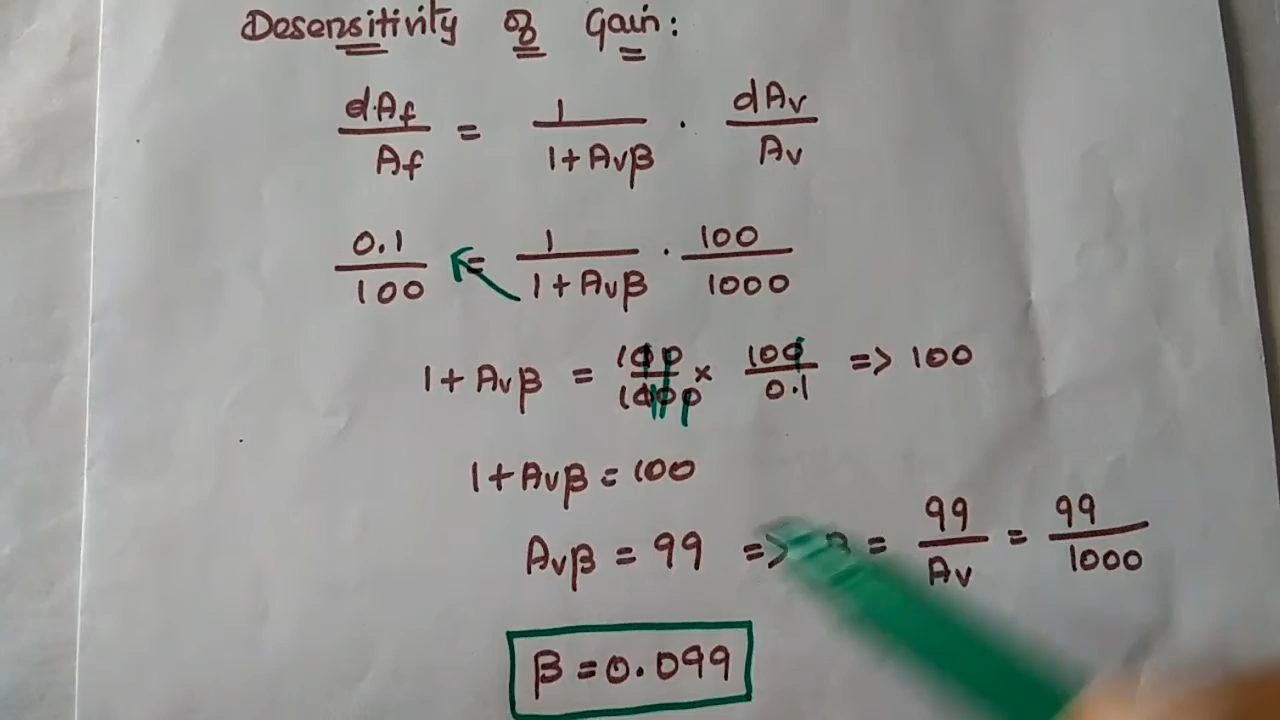 Desensitivity of Gain:
dAf/Af = 1/(1+Avβ) · dAv/Av
0.1/100 = 1/(1+Avβ) · 100/1000
1+Avβ = 100/1000 × 100/0.1 => 100
1+Avβ = 100
Avβ = 99 => β = 99/Av = 99/1000
β = 0.099